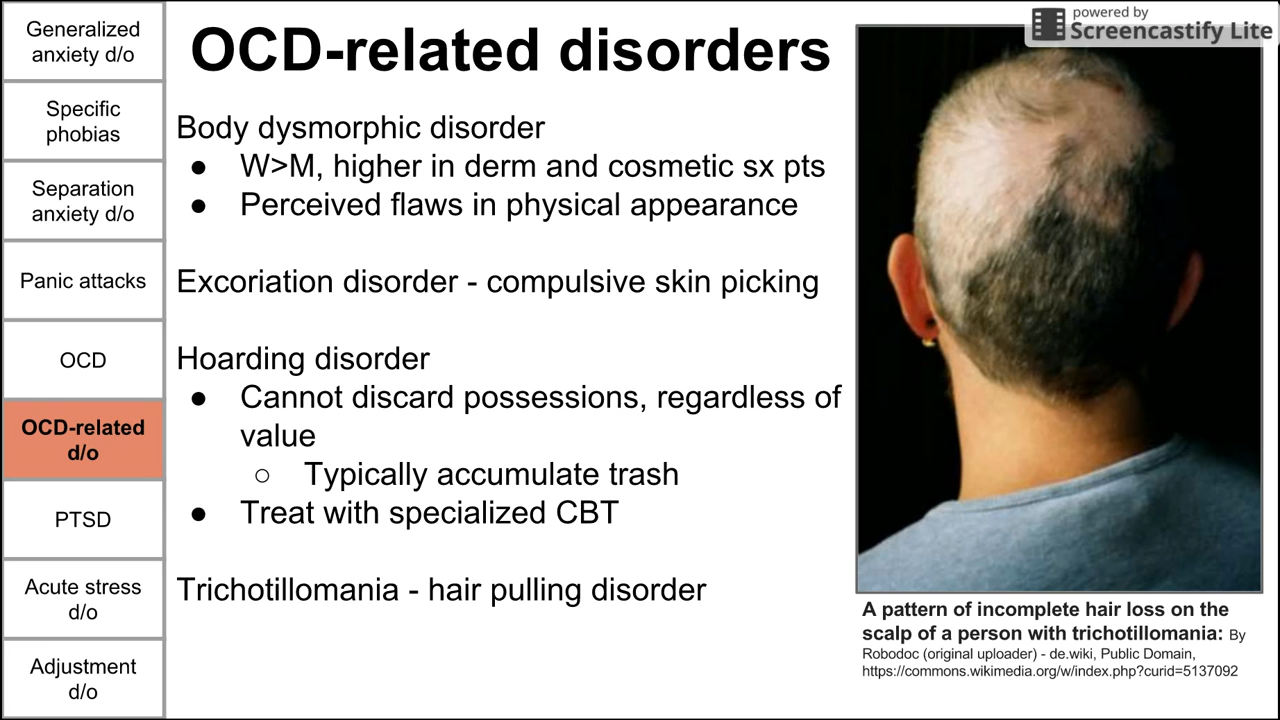 Generalized
anxiety d/o
Specific
phobias
Separation
anxiety d/o
Panic attacks
OCD
OCD-related
d/o
PTSD
Acute stress
d/o
Adjustment
d/o
OCD-related disorders
Body dysmorphic disorder
● W>M, higher in derm and cosmetic sx pts
● Perceived flaws in physical appearance
Excoriation disorder - compulsive skin picking
Hoarding disorder
● Cannot discard possessions, regardless of
value
○ Typically accumulate trash
● Treat with specialized CBT
Trichotillomania - hair pulling disorder
powered by
Screencastify Lite
A pattern of incomplete hair loss on the
scalp of a person with trichotillomania: By
Robodoc (original uploader) - de.wiki, Public Domain,
https://commons.wikimedia.org/w/index.php?curid=5137092